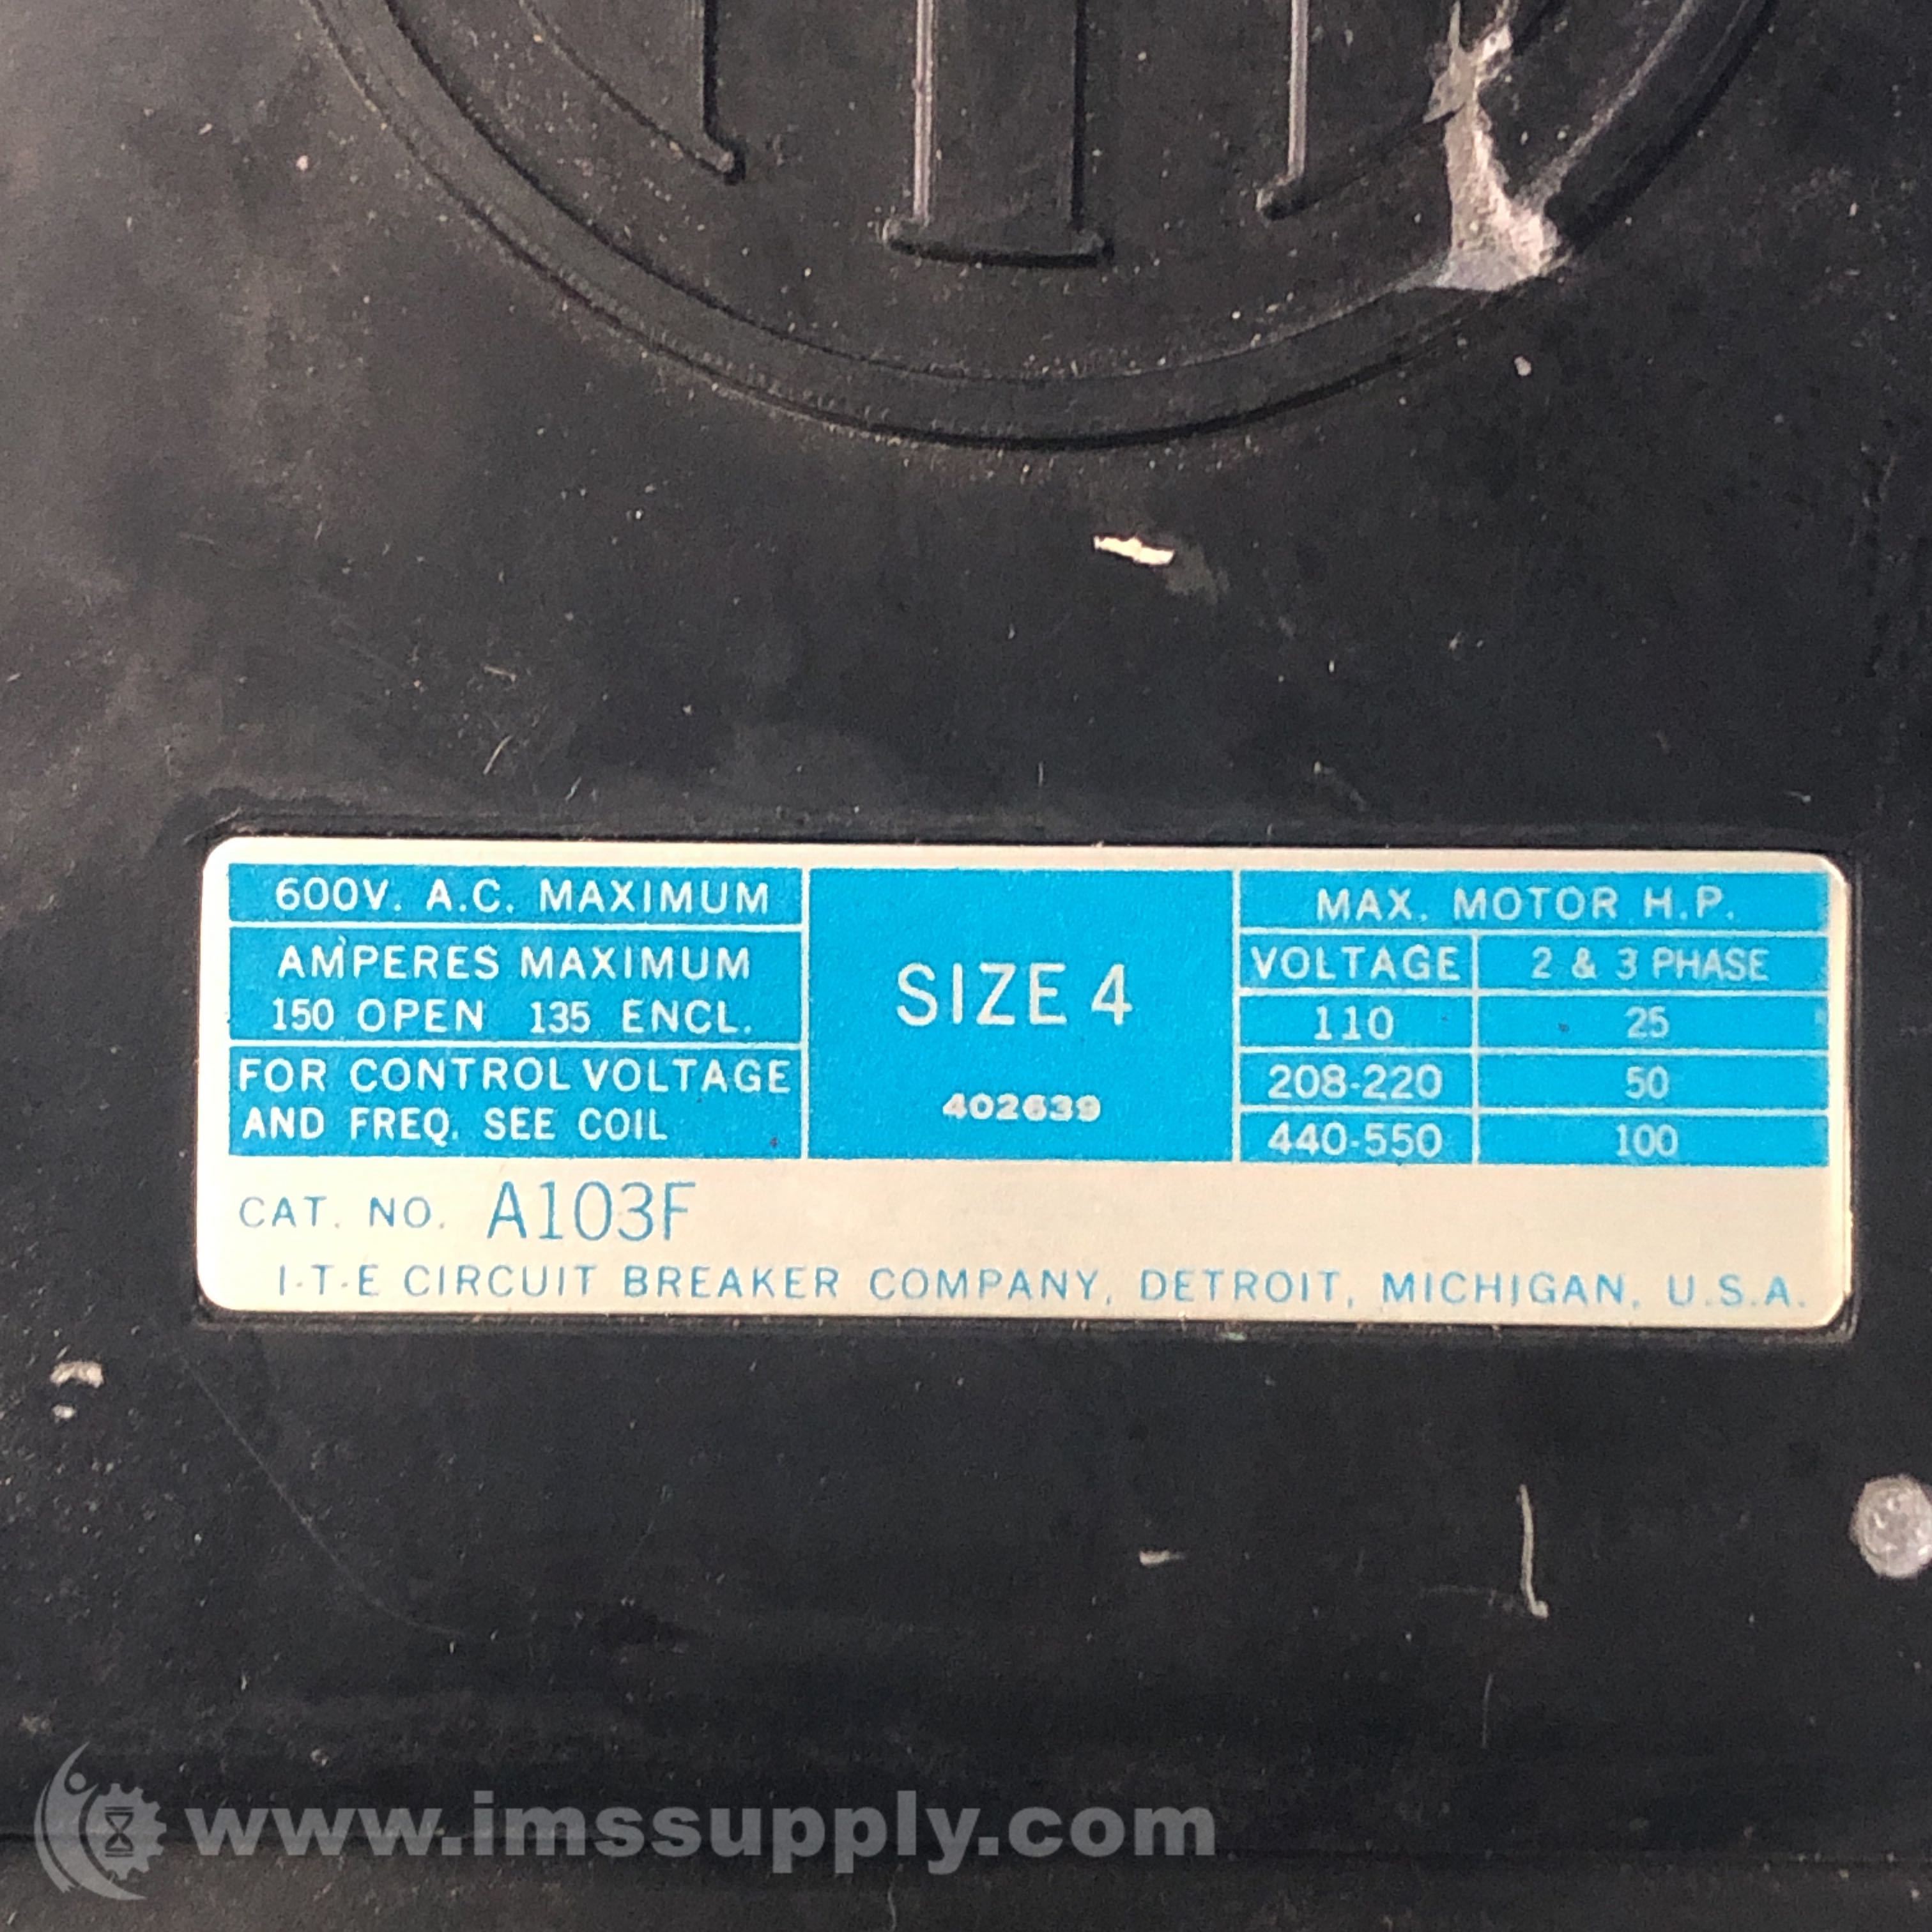 600V. A.C. MAXIMUM
AMPERES MAXIMUM
150 OPEN 135 ENCL.
FOR CONTROL VOLTAGE
AND FREQ. SEE COIL
SIZE 4
402639
MAX. MOTOR H.P.
VOLTAGE 2 & 3 PHASE
110 25
208-220 50
440-550 100
CAT. NO. A103F
I-T-E CIRCUIT BREAKER COMPANY, DETROIT, MICHIGAN, U.S.A.
www.imssupply.com